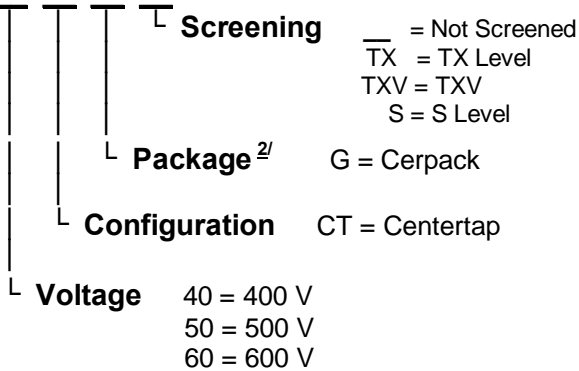 Screening __ = Not Screened
TX = TX Level
TXV = TXV
S = S Level
Package 2/ G = Cerpack
Configuration CT = Centertap
Voltage 40 = 400 V
50 = 500 V
60 = 600 V